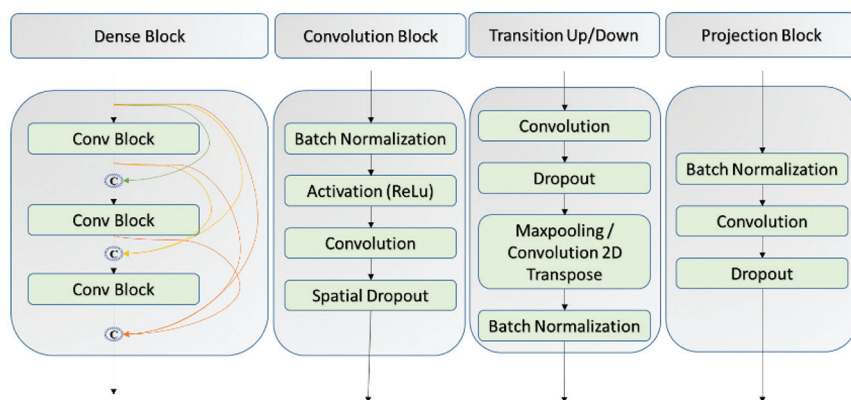 Dense Block
Conv Block
C
Conv Block
C
Conv Block
C
Convolution Block
Batch Normalization
Activation (ReLu)
Convolution
Spatial Dropout
Transition Up/Down
Convolution
Dropout
Maxpooling /
Convolution 2D
Transpose
Batch Normalization
Projection Block
Batch Normalization
Convolution
Dropout